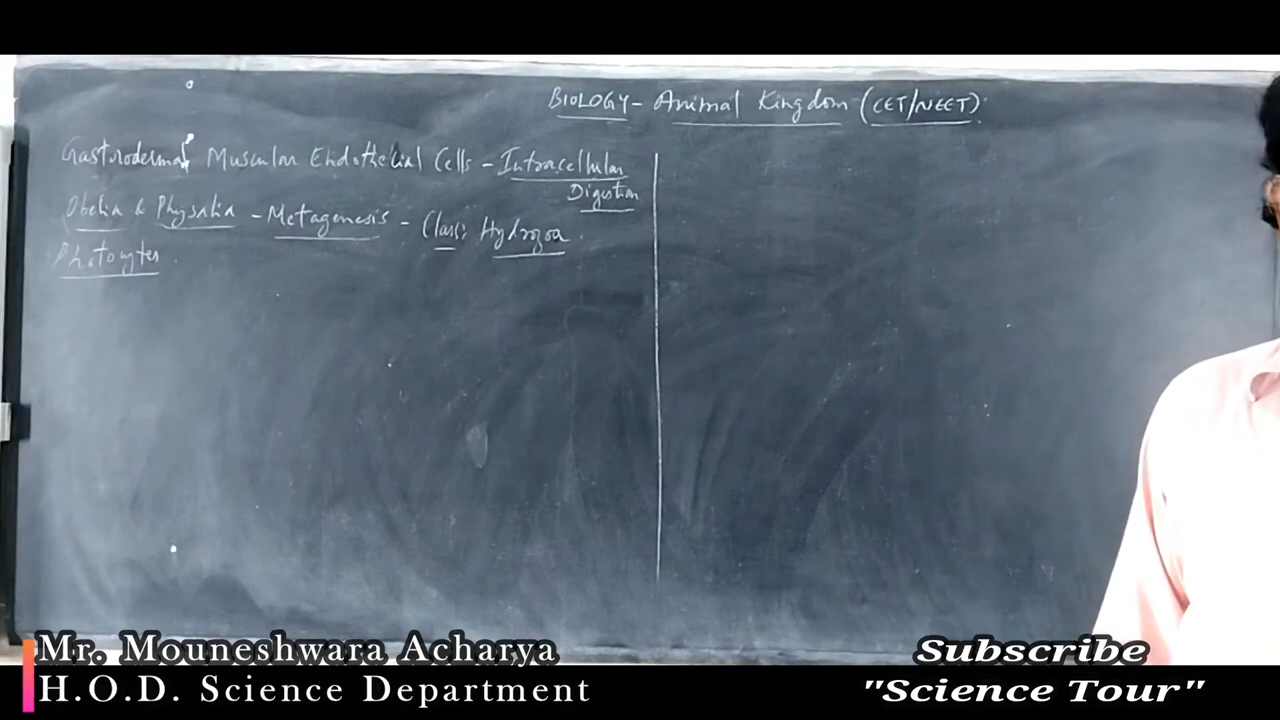 BIOLOGY - Animal Kingdom (CET/NEET).
Gastrodermal Muscular Endothelial Cells - Intracellular
Digestion
Obelia & Physalia - Metagenesis - Class: Hydrozoa.
Photocytes.
Mr. Mouneshwara Acharya
H.O.D. Science Department
Subscribe
"Science Tour"